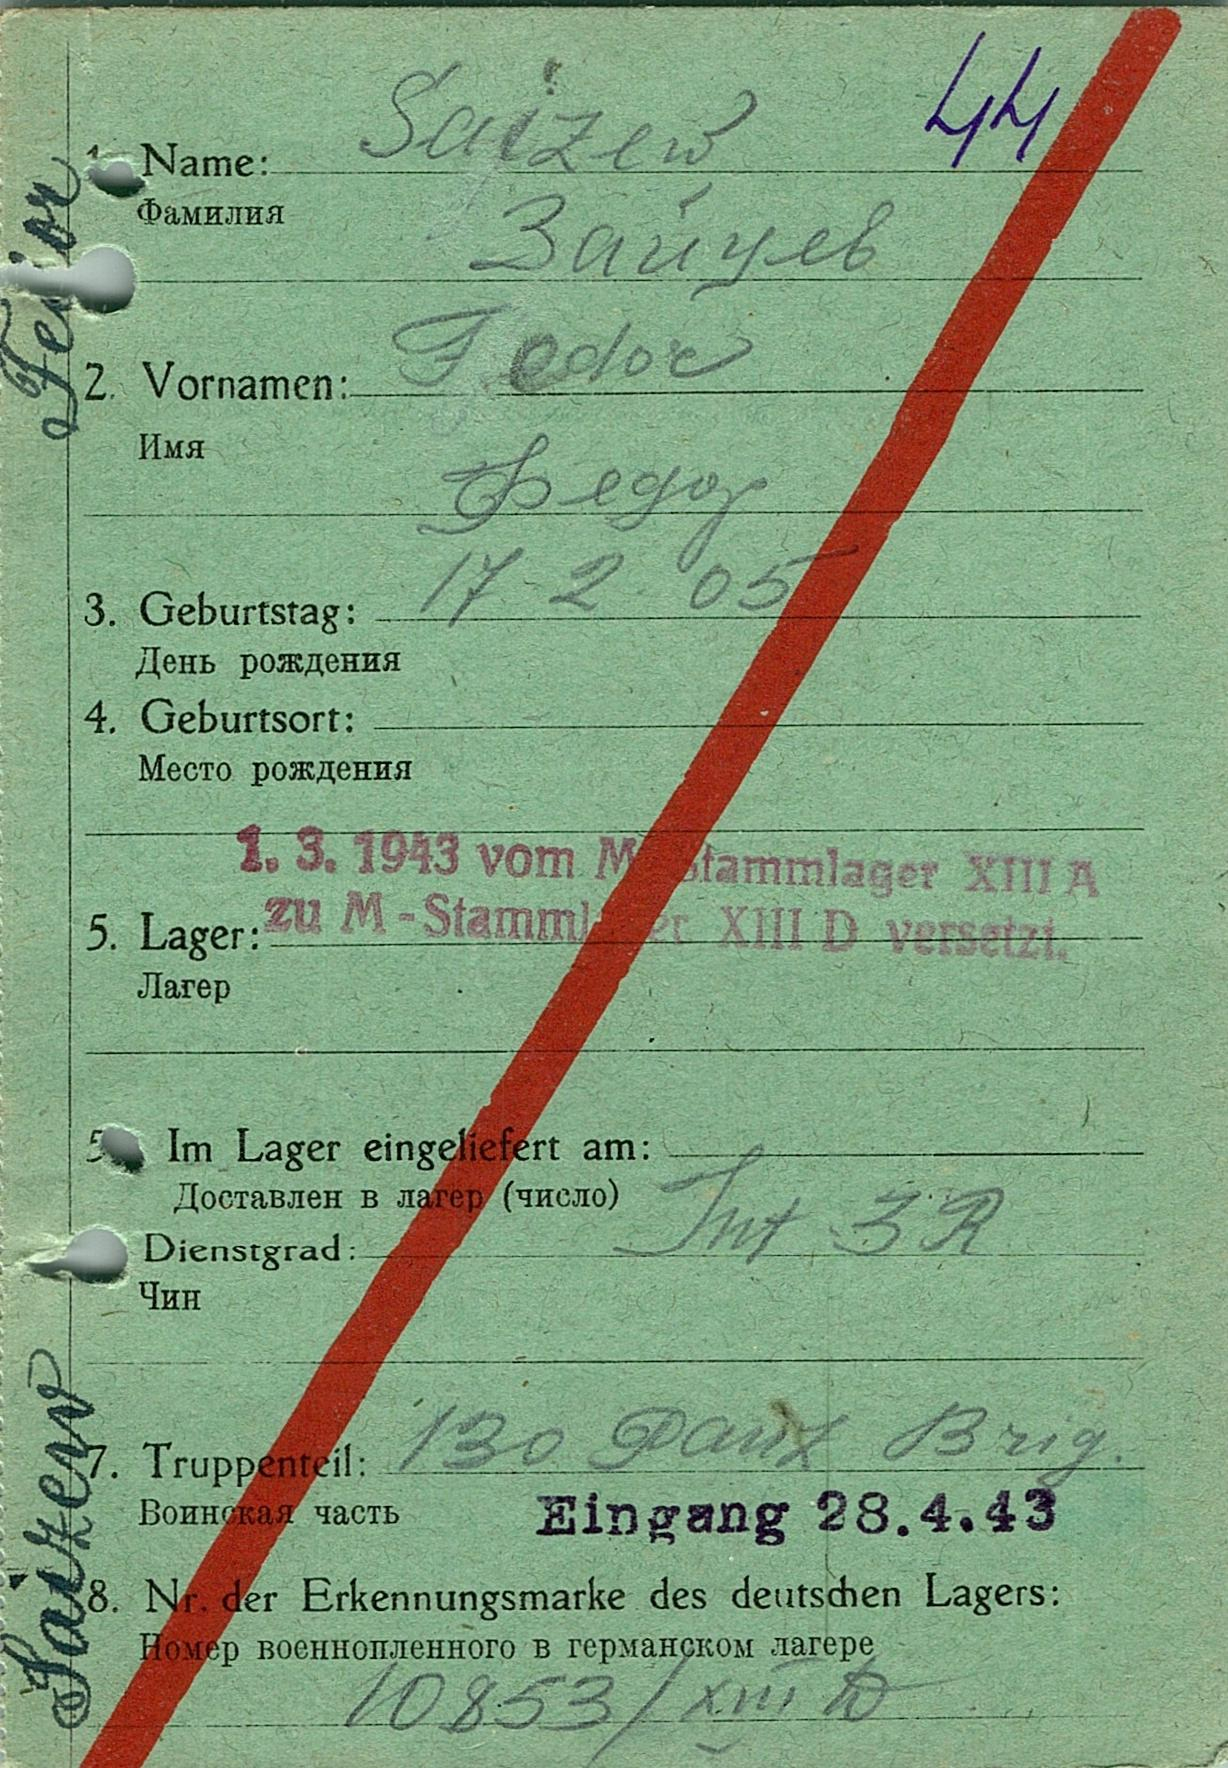 Saizew
44
1. Name:
Фамилия
Зайцев
Fedor
2. Vornamen:
Имя
Федор
17 2. 05
3. Geburtstag:
День рождения
4. Geburtsort:
Место рождения
1. 3. 1943 vom M-Stammlager XIII A
zu M-Stammlager XIII D versetzt.
5. Lager:
Лагер
5 Im Lager eingeliefert am:
Доставлен в лагер (число)
Int 3 R
Dienstgrad:
Чин
130 Panz Brig.
7. Truppenteil:
Воинская часть
Eingang 28.4.43
8. Nr. der Erkennungsmarke des deutschen Lagers:
Номер военнопленного в германском лагере
10853/XIII D
Saizew Fedor